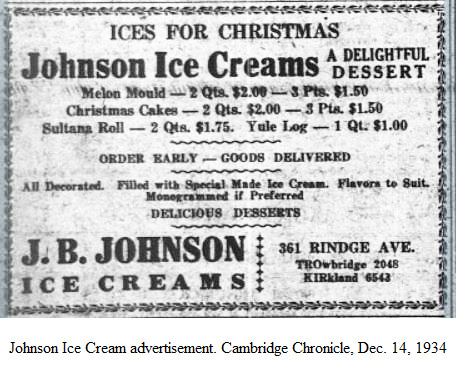 ICES FOR CHRISTMAS
Johnson Ice Creams A DELIGHTFUL DESSERT
Melon Mould — 2 Qts. $2.00 — 3 Pts. $1.50
Christmas Cakes — 2 Qts. $2.00 — 3 Pts. $1.50
Sultana Roll — 2 Qts. $1.75. Yule Log — 1 Qt. $1.00
ORDER EARLY — GOODS DELIVERED
All Decorated. Filled with Special Made Ice Cream. Flavors to Suit.
Monogrammed if Preferred
DELICIOUS DESSERTS
J. B. JOHNSON
ICE CREAMS
361 RINDGE AVE.
TROwbridge 2048
KIRkland 6543
Johnson Ice Cream advertisement. Cambridge Chronicle, Dec. 14, 1934